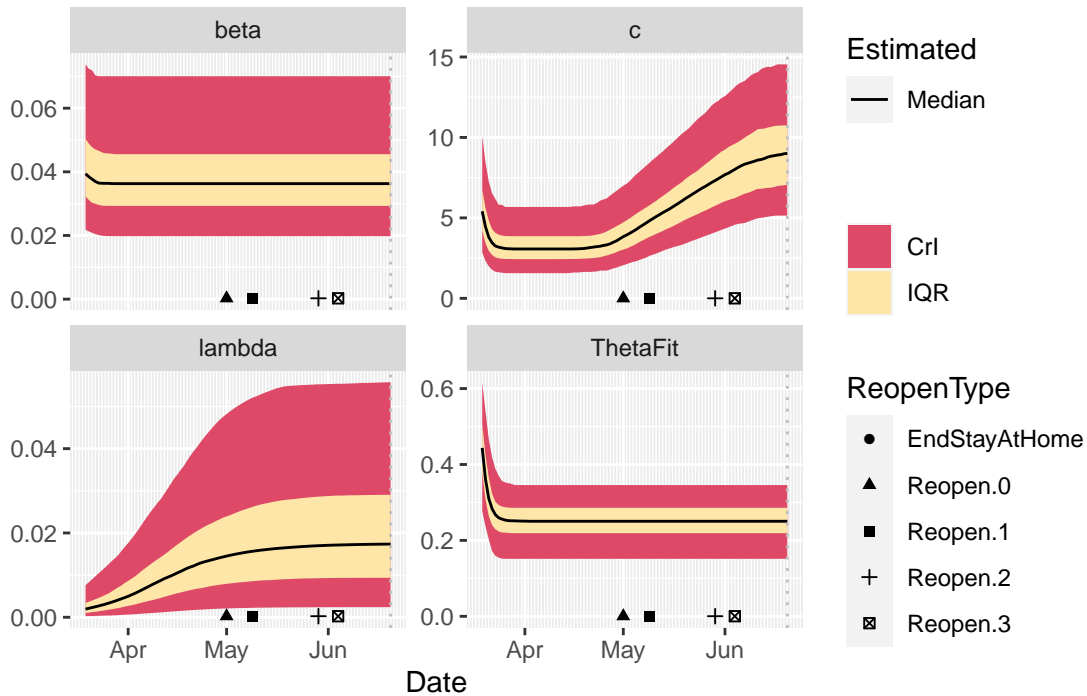 beta
c
0.06
0.04
0.02
0.00
15
10
5
0
lambda
ThetaFit
0.04
0.02
0.00
0.6
0.4
0.2
0.0
Apr
May
Jun
Apr
May
Jun
Date
Estimated
Median
CrI
IQR
ReopenType
EndStayAtHome
Reopen.0
Reopen.1
Reopen.2
Reopen.3